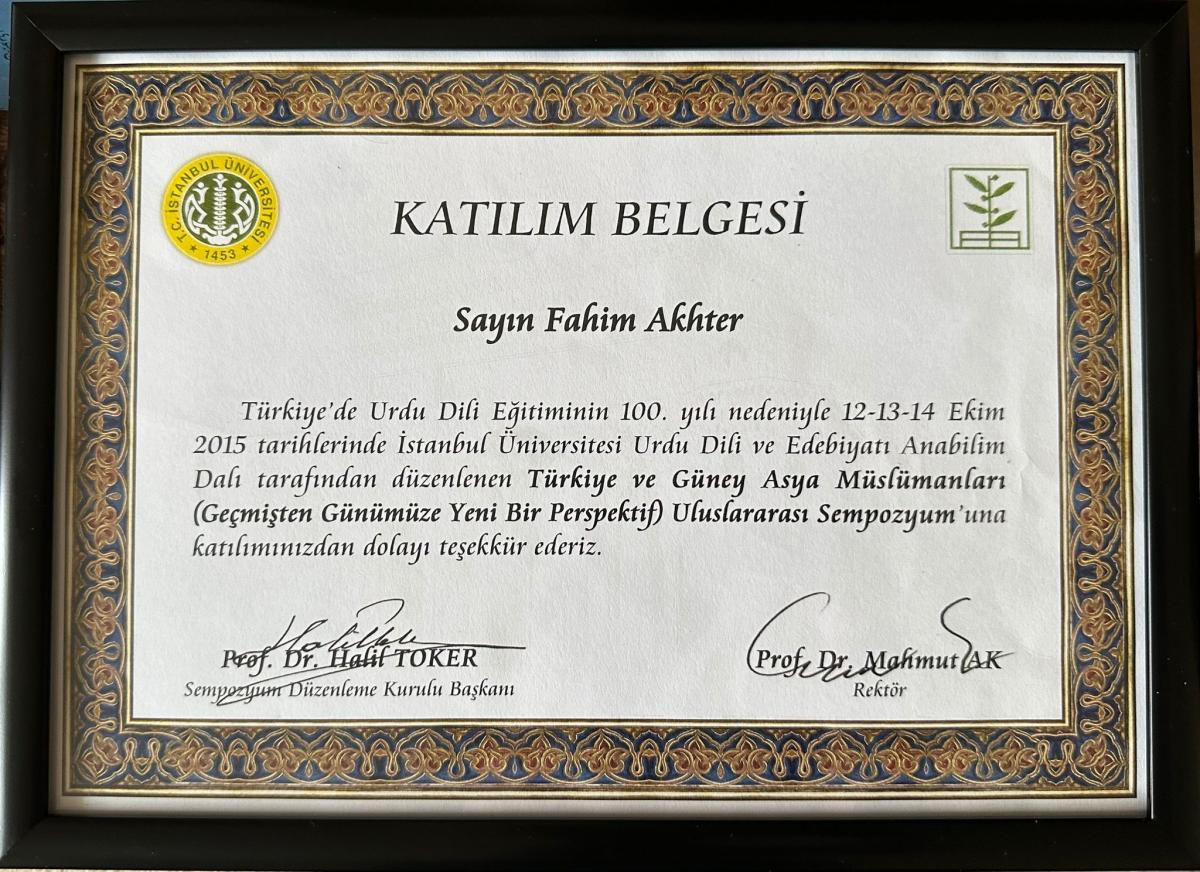 T.C. İSTANBUL ÜNİVERSİTESİ
1453
KATILIM BELGESİ
Sayın Fahim Akhter
Türkiye'de Urdu Dili Eğitiminin 100. yılı nedeniyle 12-13-14 Ekim
2015 tarihlerinde İstanbul Üniversitesi Urdu Dili ve Edebiyatı Anabilim
Dalı tarafından düzenlenen Türkiye ve Güney Asya Müslümanları
(Geçmişten Günümüze Yeni Bir Perspektif) Uluslararası Sempozyum'una
katılımınızdan dolayı teşekkür ederiz.
Prof. Dr. Halil TOKER
Sempozyum Düzenleme Kurulu Başkanı
Prof. Dr. Mahmut AK
Rektör